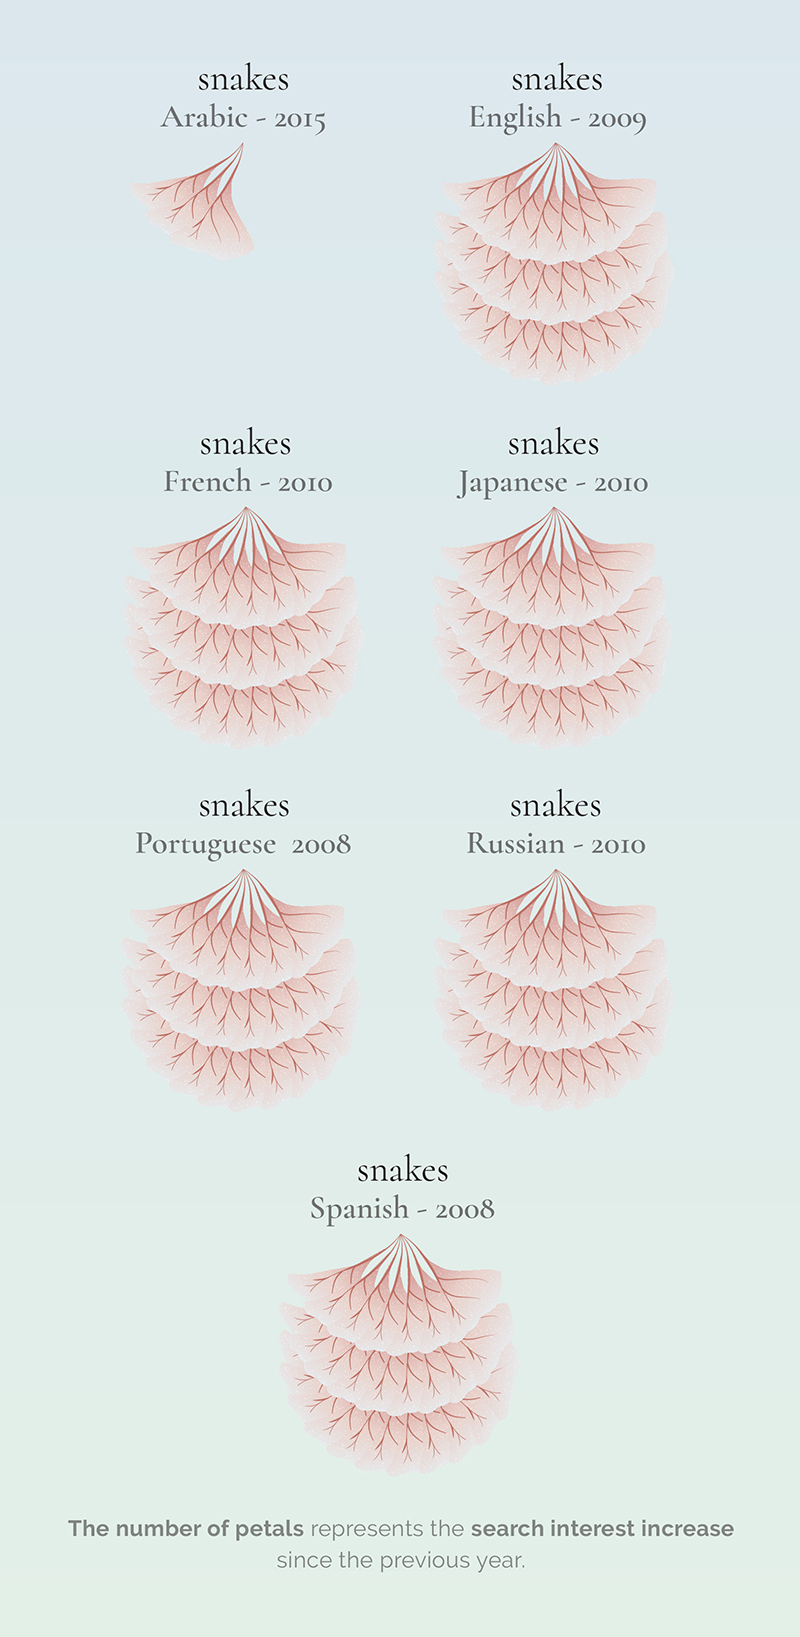 snakes
Arabic - 2015
snakes
English - 2009
snakes
French - 2010
snakes
Japanese - 2010
snakes
Portuguese 2008
snakes
Russian - 2010
snakes
Spanish - 2008
The number of petals represents the search interest increase
since the previous year.